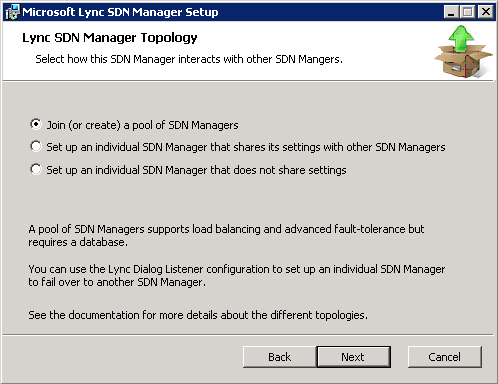 Microsoft Lync SDN Manager Setup
Lync SDN Manager Topology
Select how this SDN Manager interacts with other SDN Mangers.
Join (or create) a pool of SDN Managers
Set up an individual SDN Manager that shares its settings with other SDN Managers
Set up an individual SDN Manager that does not share settings
A pool of SDN Managers supports load balancing and advanced fault-tolerance but
requires a database.
You can use the Lync Dialog Listener configuration to set up an individual SDN Manager
to fail over to another SDN Manager.
See the documentation for more details about the different topologies.
Back
Next
Cancel